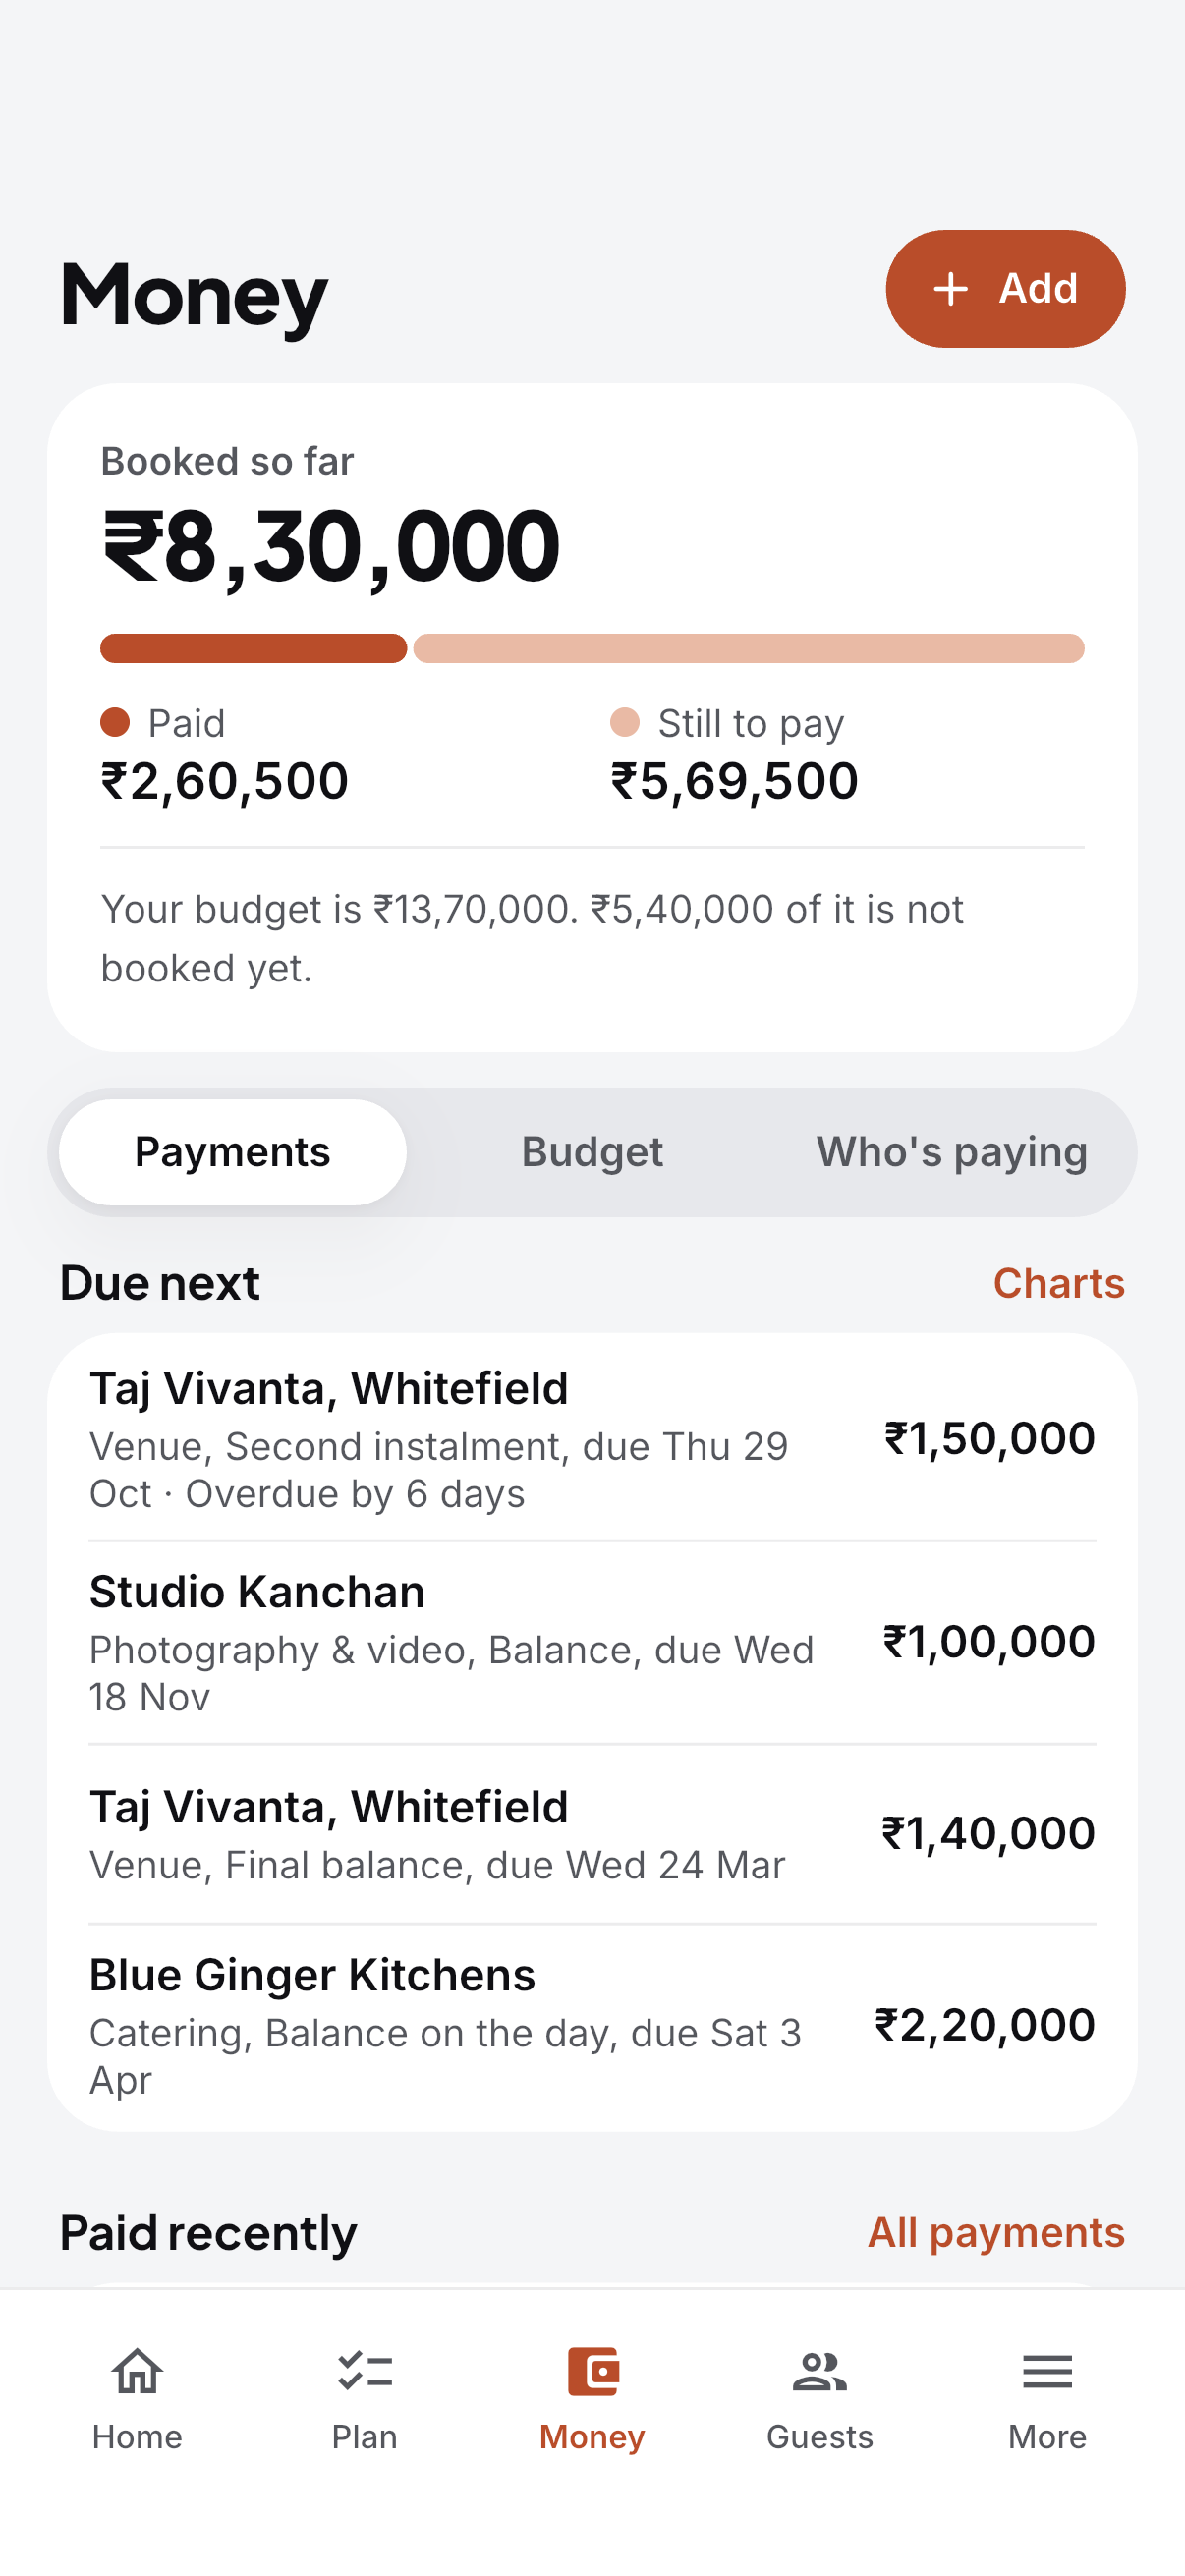 Money
+ Add
Booked so far
₹8,30,000
Paid
Still to pay
₹2,60,500
₹5,69,500
Your budget is ₹13,70,000. ₹5,40,000 of it is not
booked yet.
Payments
Budget
Who's paying
Due next
Charts
Taj Vivanta, Whitefield
Venue, Second instalment, due Thu 29
Oct · Overdue by 6 days
₹1,50,000
Studio Kanchan
Photography & video, Balance, due Wed
18 Nov
₹1,00,000
Taj Vivanta, Whitefield
Venue, Final balance, due Wed 24 Mar
₹1,40,000
Blue Ginger Kitchens
Catering, Balance on the day, due Sat 3
Apr
₹2,20,000
Paid recently
All payments
Home
Plan
Money
Guests
More